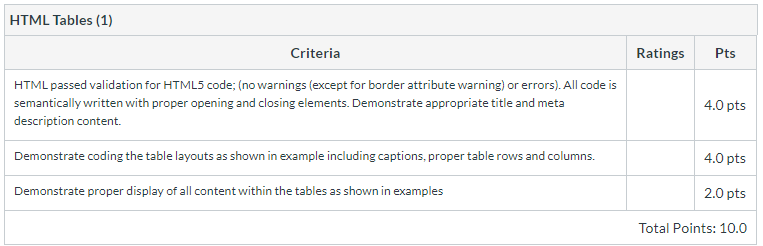 HTML Tables (1)
Criteria Ratings Pts
HTML passed validation for HTML5 code; (no warnings (except for border attribute warning) or errors). All code is
semantically written with proper opening and closing elements. Demonstrate appropriate title and meta
description content.
4.0 pts
Demonstrate coding the table layouts as shown in example including captions, proper table rows and columns.
4.0 pts
Demonstrate proper display of all content within the tables as shown in examples
2.0 pts
Total Points: 10.0